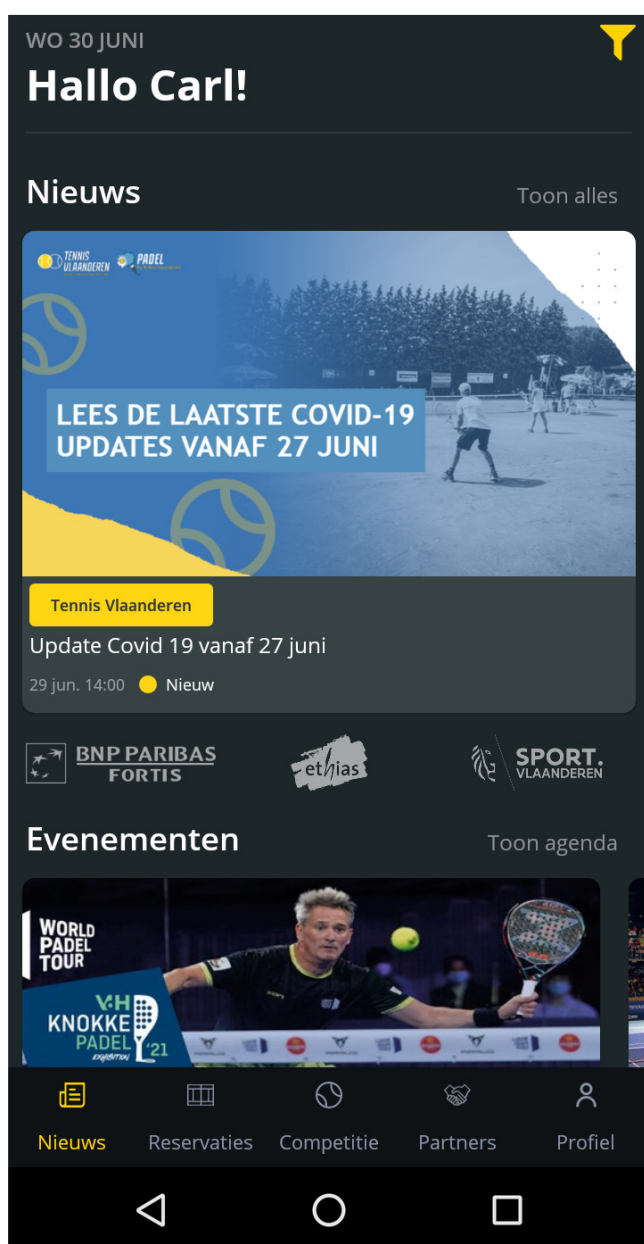 WO 30 JUNI
Hallo Carl!
Nieuws
Toon alles
TENNIS
VLAANDEREN
PADEL
LEES DE LAATSTE COVID-19
UPDATES VANAF 27 JUNI
Tennis Vlaanderen
Update Covid 19 vanaf 27 juni
29 jun. 14:00
Nieuw
BNP PARIBAS
FORTIS
ethias
SPORT.
VLAANDEREN
Evenementen
Toon agenda
WORLD
PADEL
TOUR
KNOKKE
PADEL
EXHIBITION
'21
Nieuws
Reservaties
Competitie
Partners
Profiel